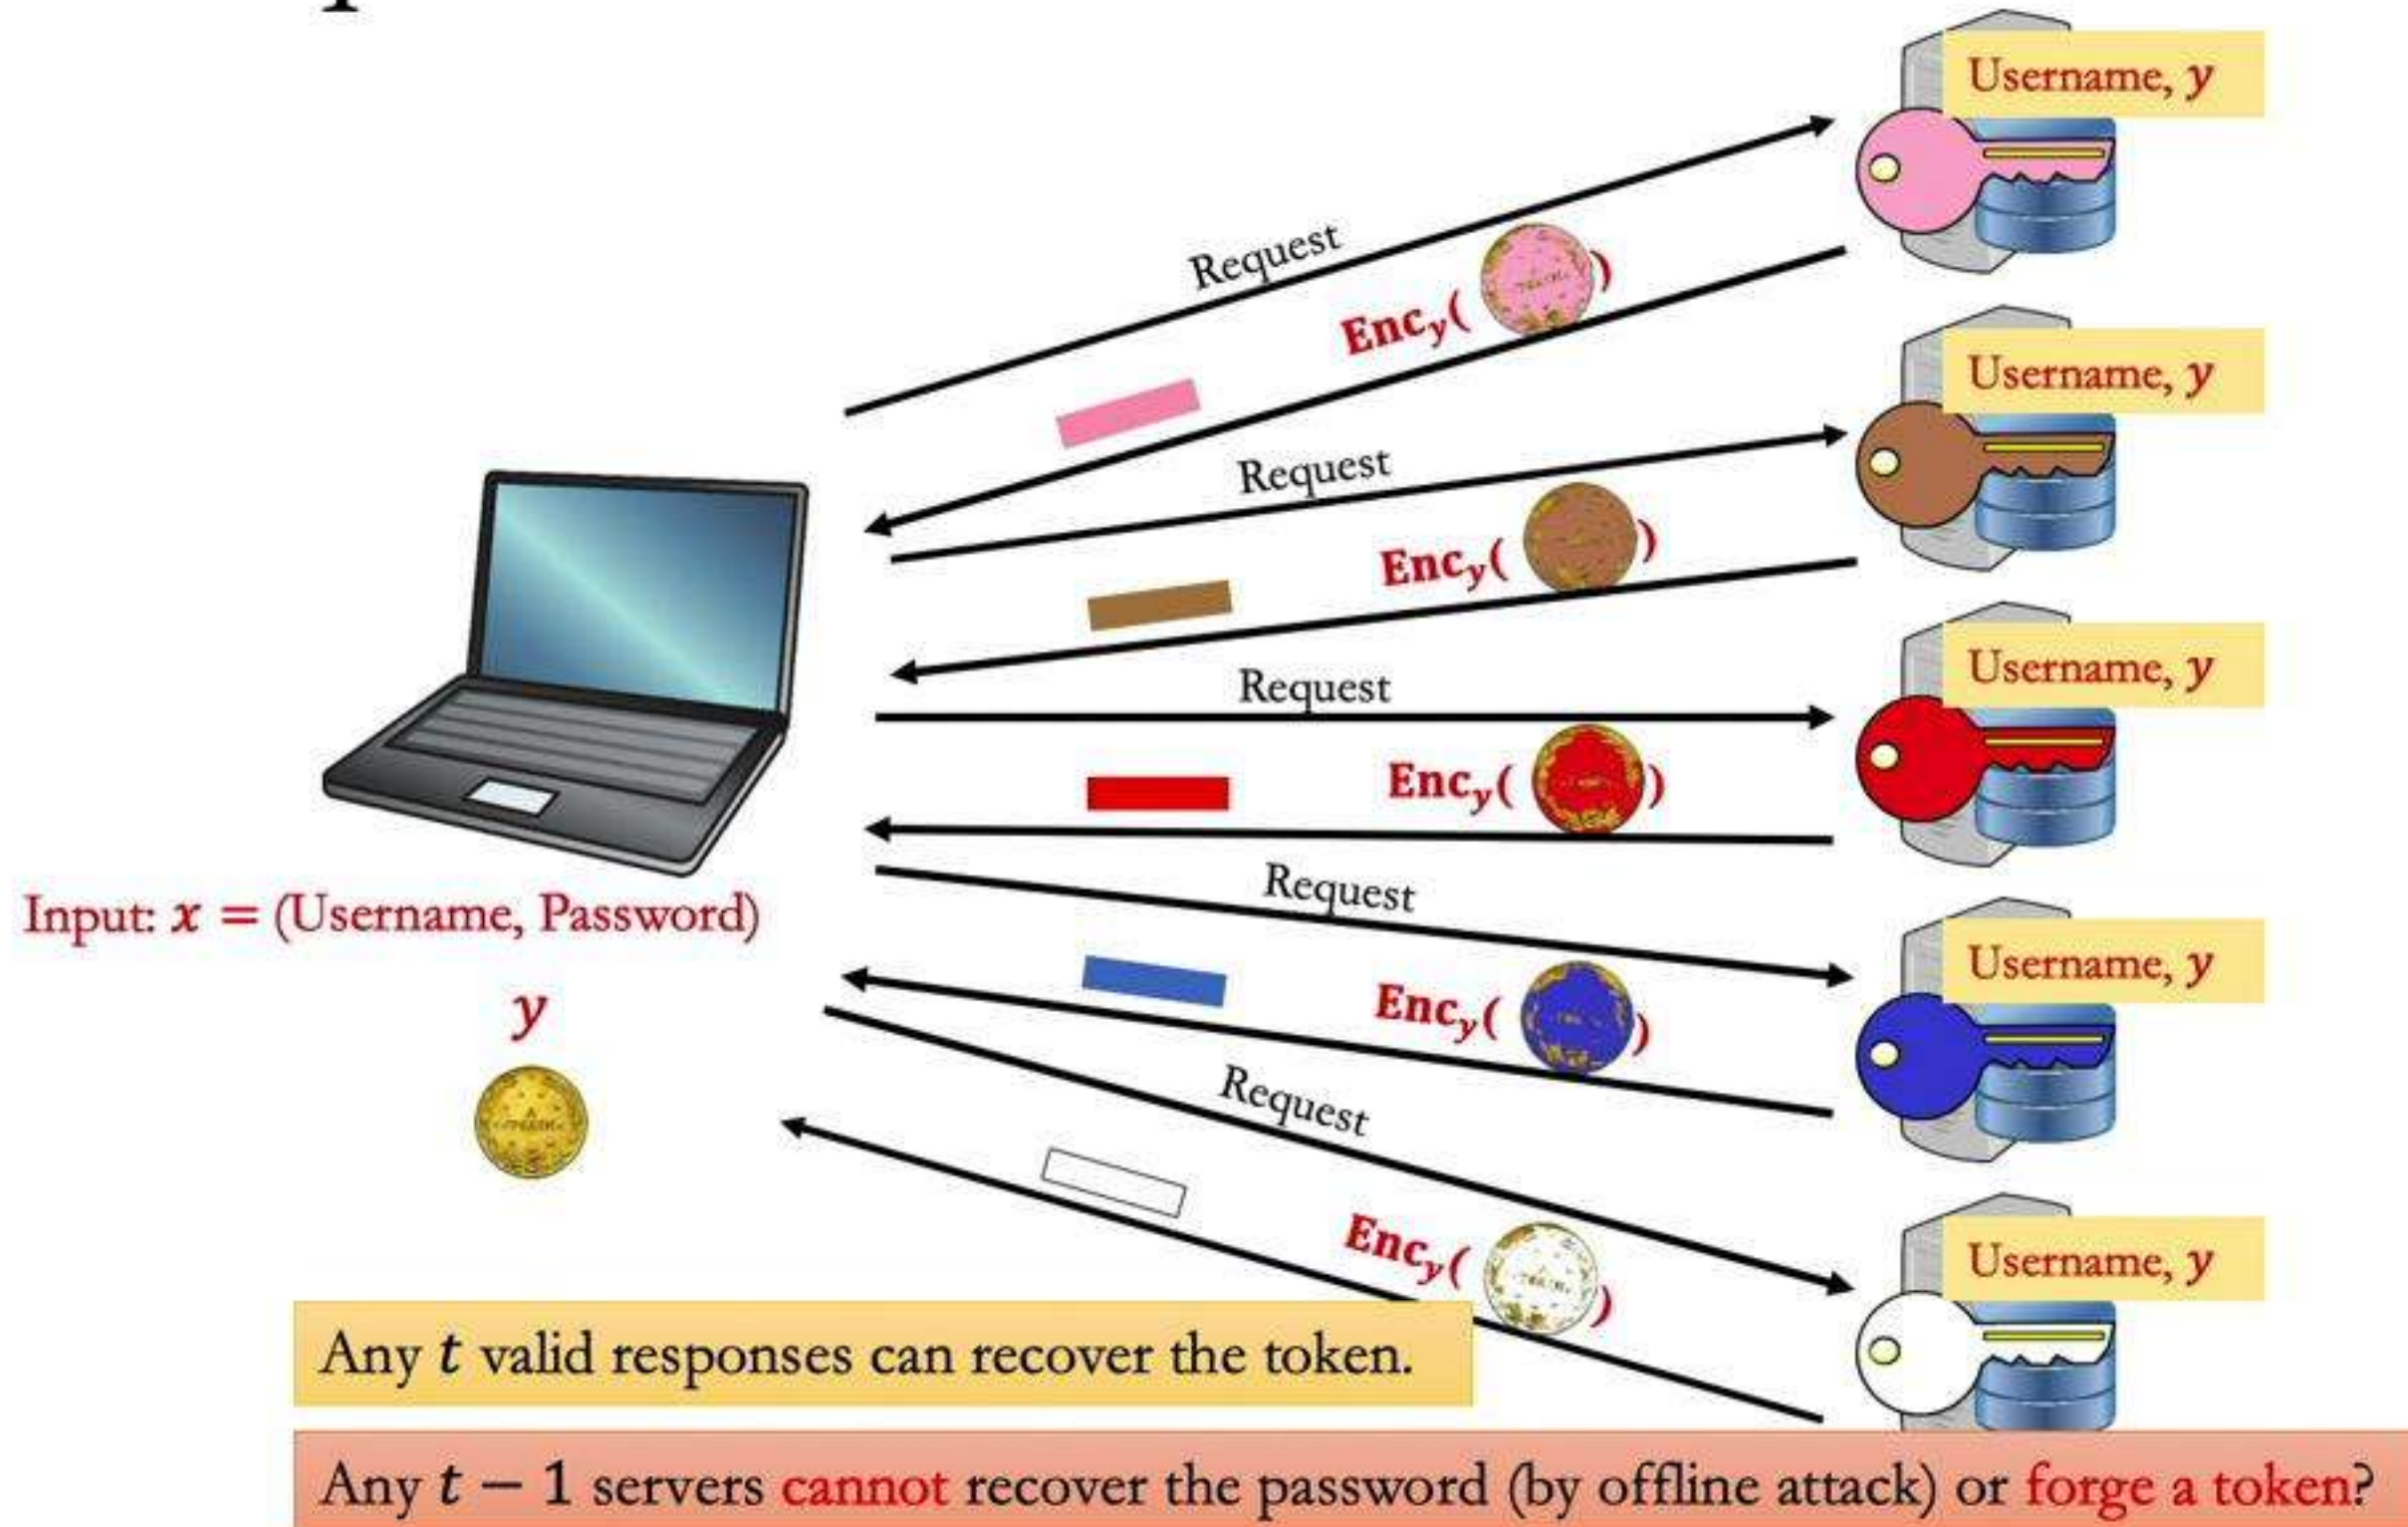 Username, y
Request
Enc_y( )
Username, y
Request
Enc_y( )
Username, y
Request
Enc_y( )
Input: x = (Username, Password)
Request
Username, y
y
Enc_y( )
Request
Username, y
Enc_y( )
Any t valid responses can recover the token.
Any t − 1 servers cannot recover the password (by offline attack) or forge a token?